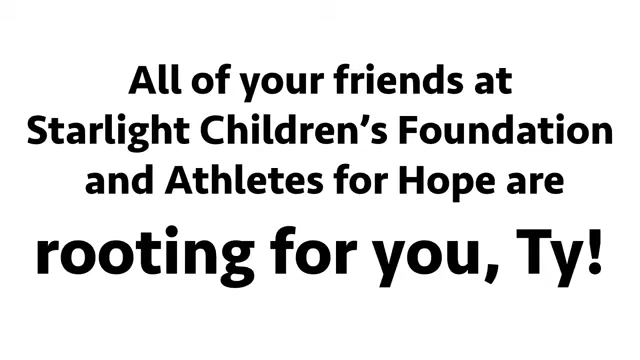 All of your friends at
Starlight Children’s Foundation
and Athletes for Hope are
rooting for you, Ty!